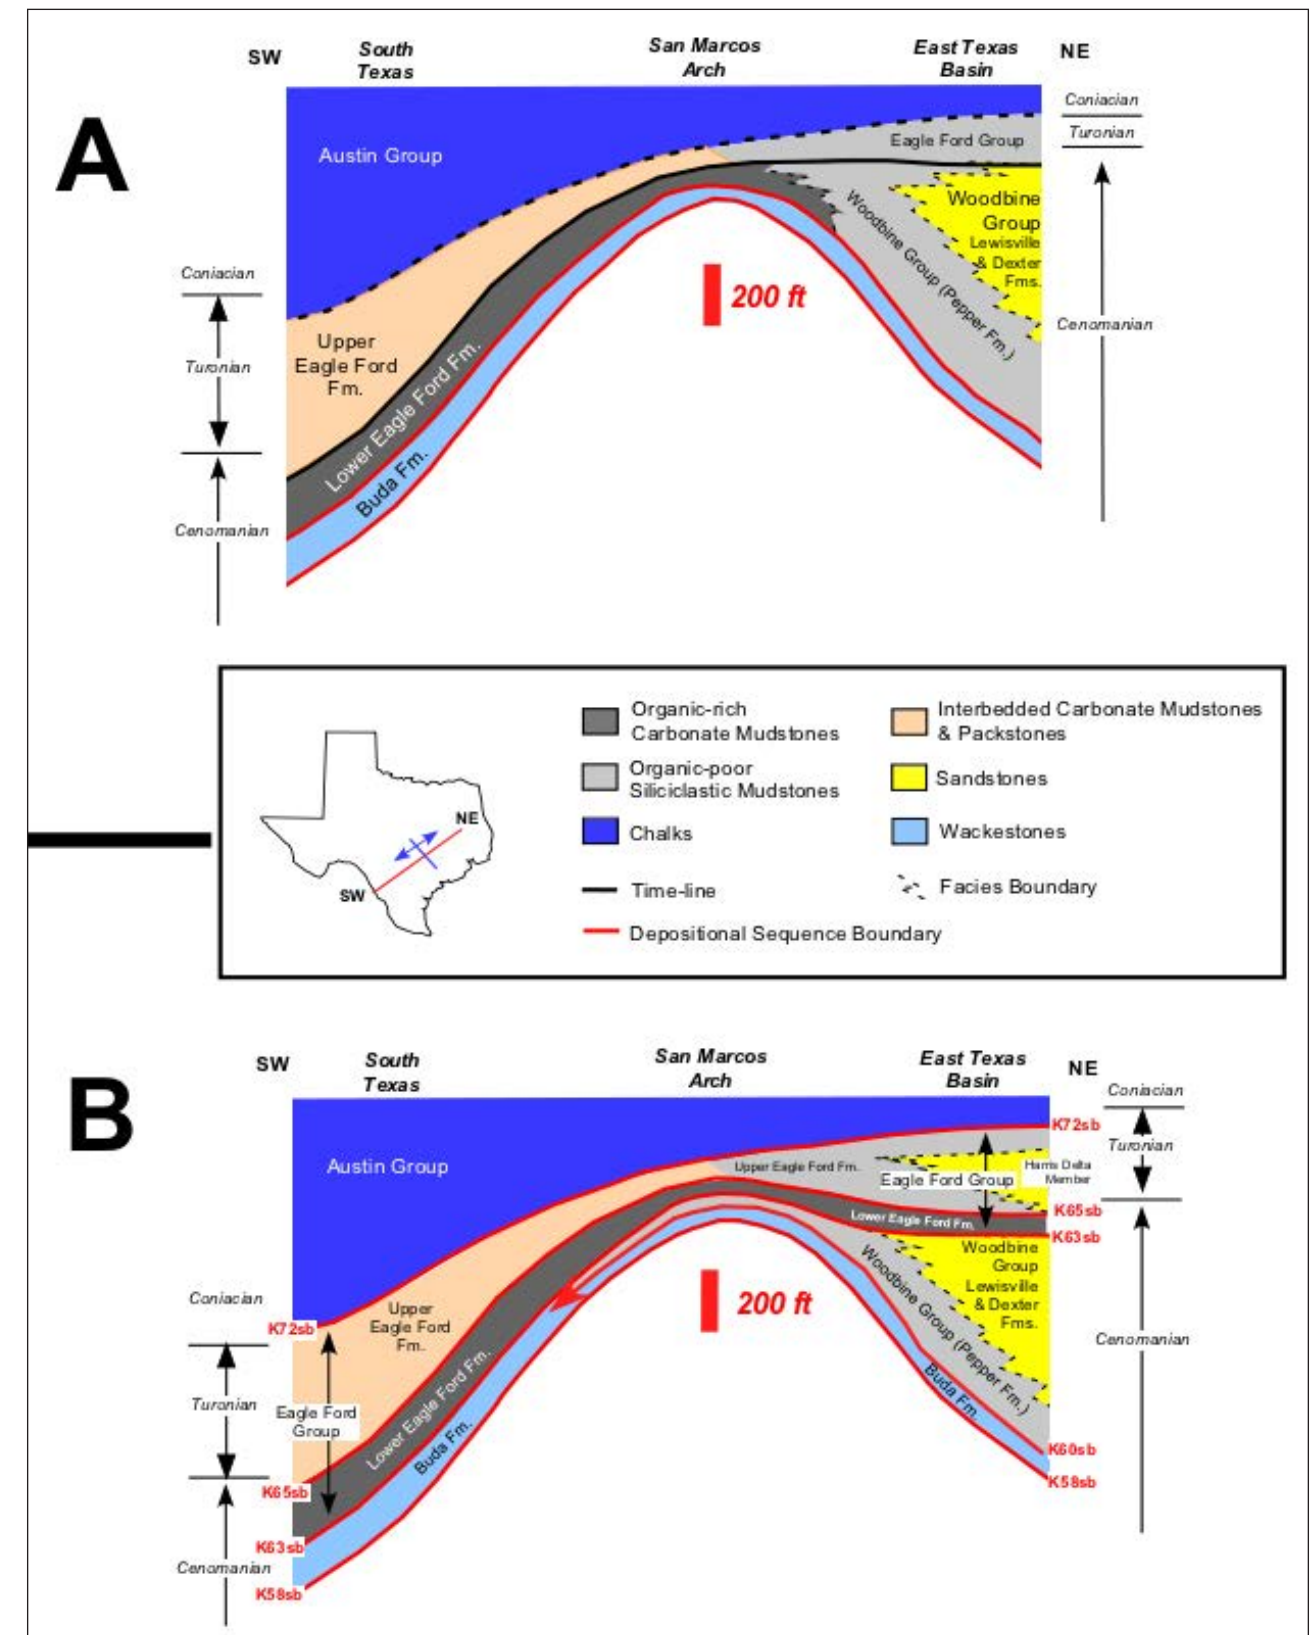 SW
South
Texas
San Marcos
Arch
East Texas
Basin
NE
A
Coniacian
Turonian
Austin Group
Eagle Ford Group
Woodbine
Group
Lewisville
& Dexter
Fms.
Woodbine Group (Pepper Fm.)
Coniacian
200 ft
Cenomanian
Upper
Eagle Ford
Fm.
Turonian
Lower Eagle Ford Fm.
Buda Fm.
Cenomanian
Organic-rich
Carbonate Mudstones
Interbedded Carbonate Mudstones
& Packstones
Organic-poor
Siliciclastic Mudstones
Sandstones
Chalks
Wackestones
Time-line
Facies Boundary
Depositional Sequence Boundary
NE
SW
B
SW
South
Texas
San Marcos
Arch
East Texas
Basin
NE
Coniacian
K72sb
Turonian
Austin Group
Upper Eagle Ford Fm.
Harris Delta
Member
Eagle Ford Group
K65sb
Lower Eagle Ford Fm.
K63sb
Woodbine
Group
Lewisville
& Dexter
Fms.
Woodbine Group (Pepper Fm.)
Coniacian
200 ft
Upper
Eagle Ford
Fm.
K72sb
Cenomanian
Turonian
Eagle Ford
Group
Lower Eagle Ford Fm.
Buda Fm.
Buda Fm.
K60sb
K58sb
K65sb
K63sb
Cenomanian
K58sb